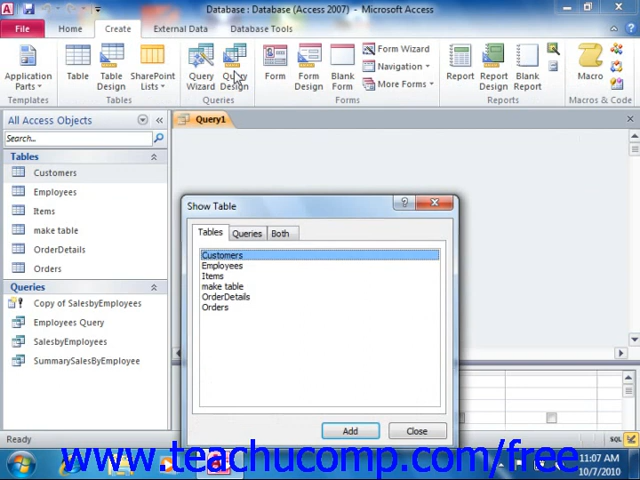 Database : Database (Access 2007) - Microsoft Access
File Home Create External Data Database Tools
Application Parts
Table
Table Design
SharePoint Lists
Query Wizard
Query Design
Form
Form Design
Blank Form
Form Wizard
Navigation
More Forms
Report
Report Design
Blank Report
Macro
Templates Tables Queries Forms Reports Macros & Code
All Access Objects
Search...
Tables
Customers
Employees
Items
make table
OrderDetails
Orders
Queries
Copy of SalesbyEmployees
Employees Query
SalesbyEmployees
SummarySalesByEmployee
Query1
Show Table
Tables Queries Both
Customers
Employees
Items
make table
OrderDetails
Orders
Add Close
Ready
SQL
www.teachucomp.com/free
11:07 AM
10/7/2010